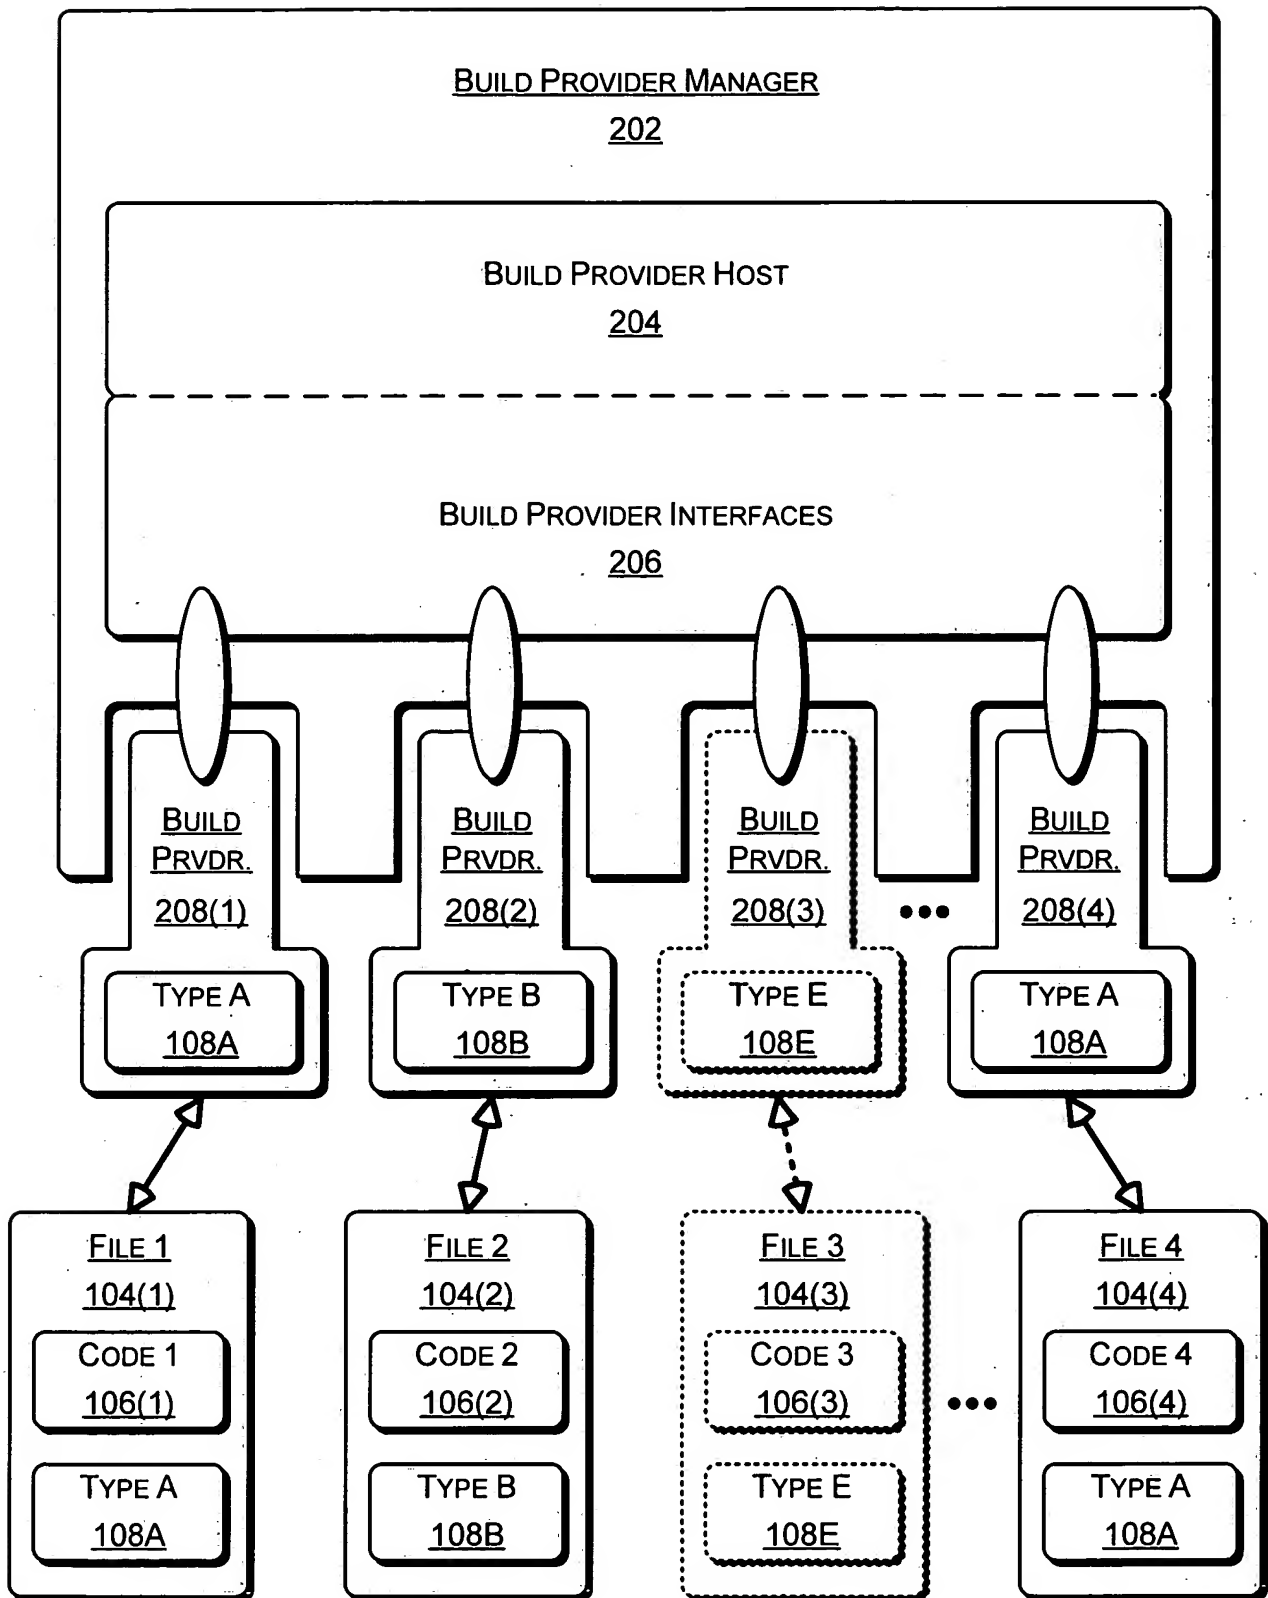 BUILD PROVIDER MANAGER
202
BUILD PROVIDER HOST
204
BUILD PROVIDER INTERFACES
206
BUILD
PRVDR.
208(1)
TYPE A
108A
BUILD
PRVDR.
208(2)
TYPE B
108B
BUILD
PRVDR.
208(3)
TYPE E
108E
•••
BUILD
PRVDR.
208(4)
TYPE A
108A
FILE 1
104(1)
CODE 1
106(1)
TYPE A
108A
FILE 2
104(2)
CODE 2
106(2)
TYPE B
108B
FILE 3
104(3)
CODE 3
106(3)
TYPE E
108E
•••
FILE 4
104(4)
CODE 4
106(4)
TYPE A
108A